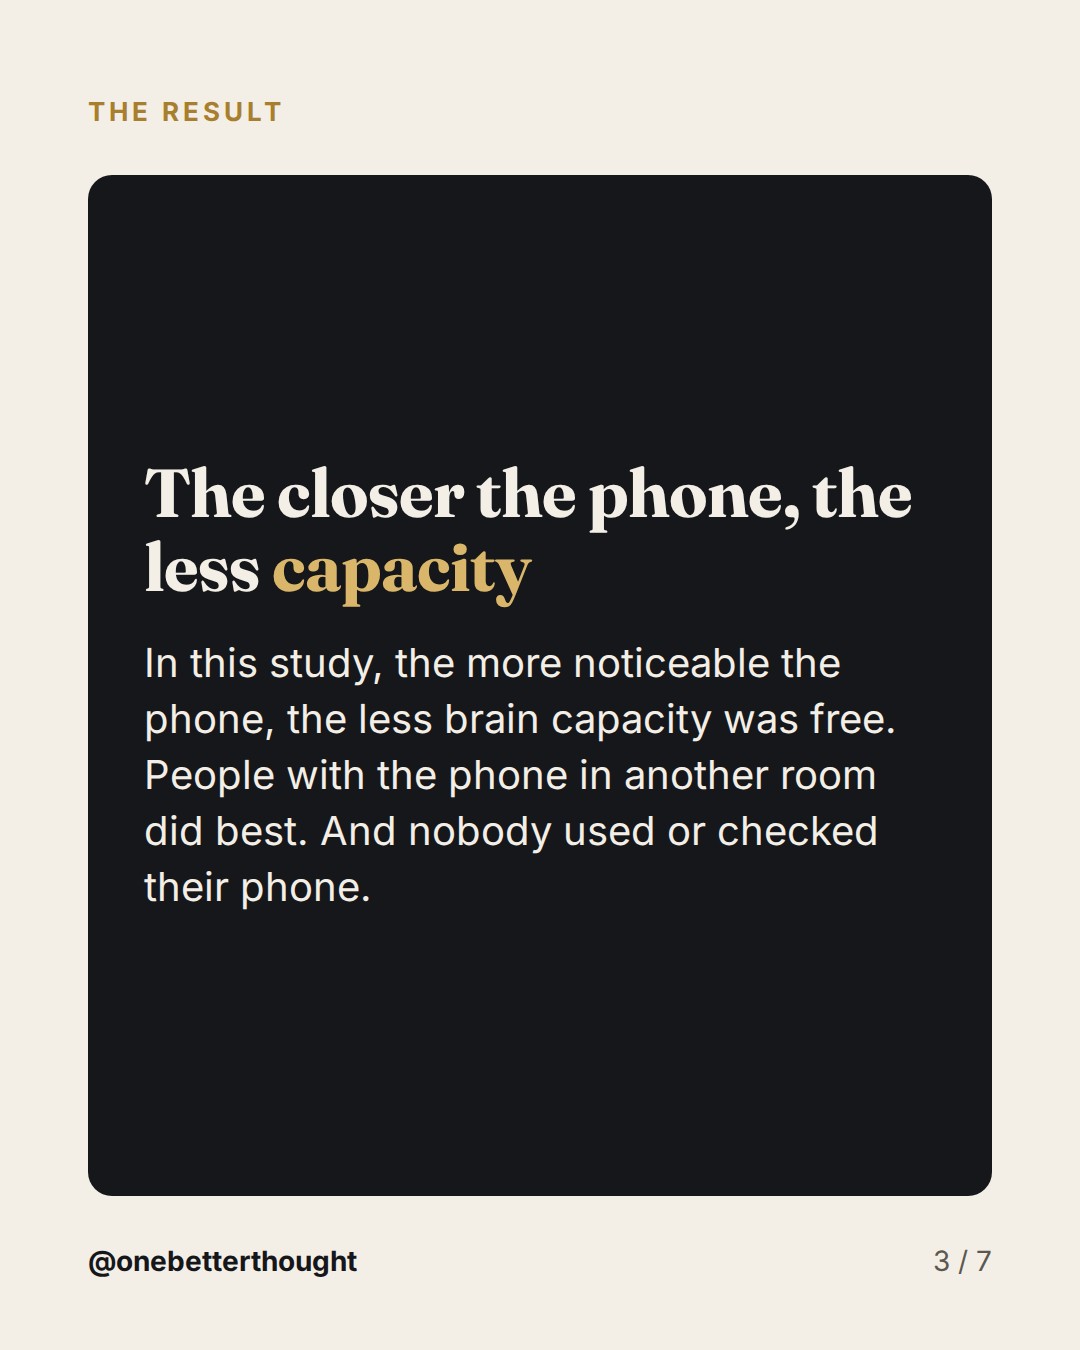 THE RESULT
The closer the phone, the
less capacity
In this study, the more noticeable the
phone, the less brain capacity was free.
People with the phone in another room
did best. And nobody used or checked
their phone.
@onebetterthought
3 / 7